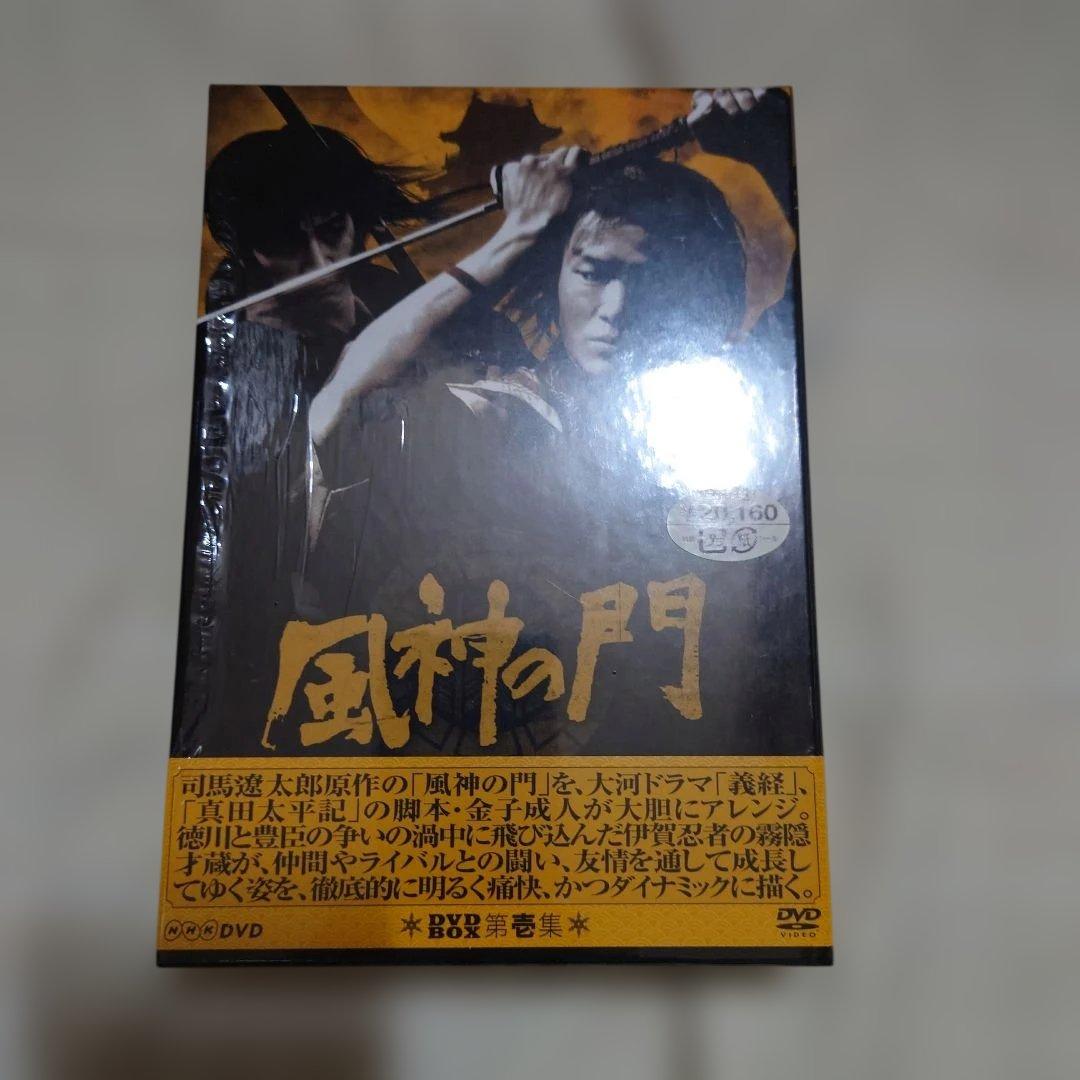 ¥20,160
風神の門
司馬遼太郎原作の「風神の門」を、大河ドラマ「義経」、
「真田太平記」の脚本・金子成人が大胆にアレンジ。
徳川と豊臣の争いの渦中に飛び込んだ伊賀忍者の霧隠
才蔵が、仲間やライバルとの闘い、友情を通して成長し
てゆく姿を、徹底的に明るく痛快、かつダイナミックに描く。
NHK DVD
DVD BOX 第壱集
DVD
VIDEO